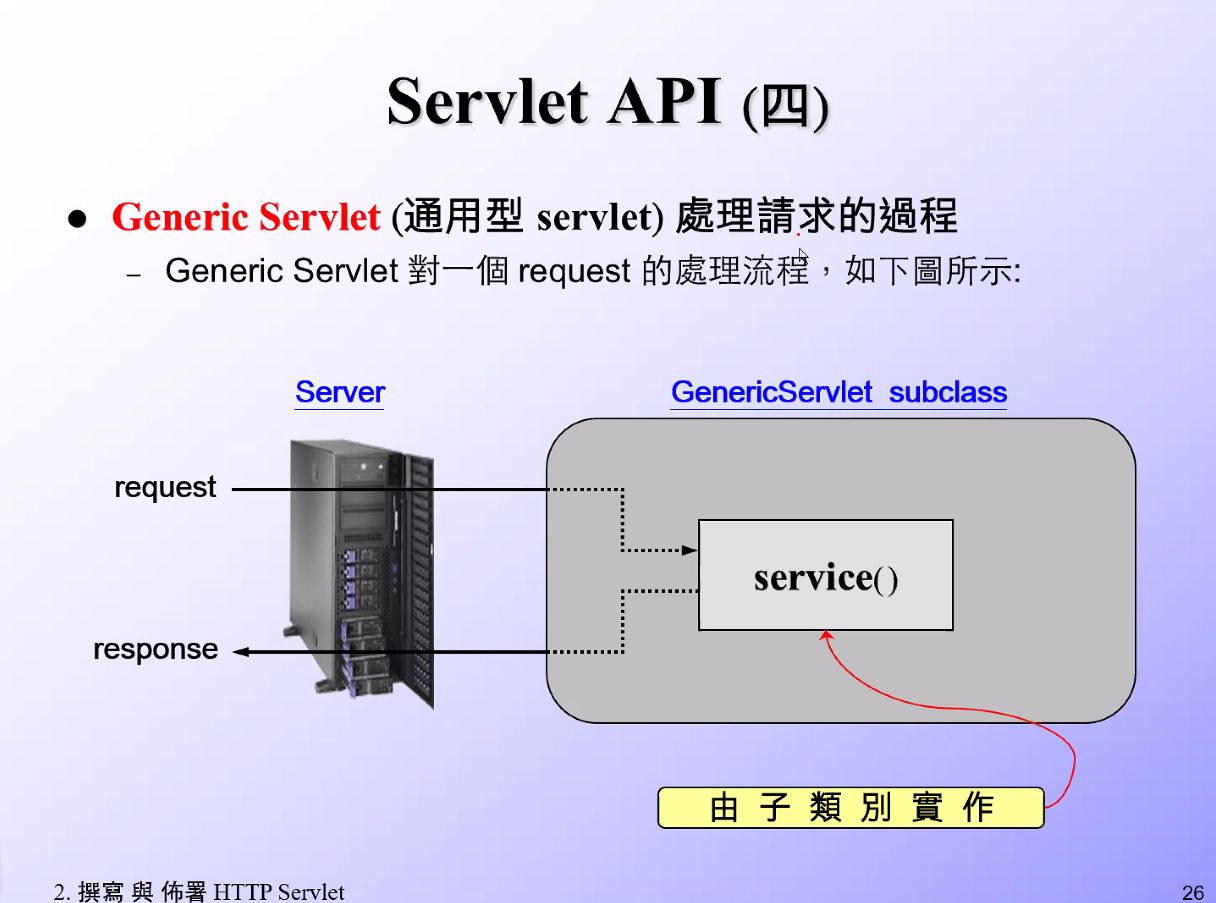 Servlet API (四)
● Generic Servlet (通用型 servlet) 處理請求的過程
– Generic Servlet 對一個 request 的處理流程，如下圖所示:
Server
GenericServlet subclass
request
service()
response
由子類別實作
2. 撰寫 與 佈署 HTTP Servlet
26